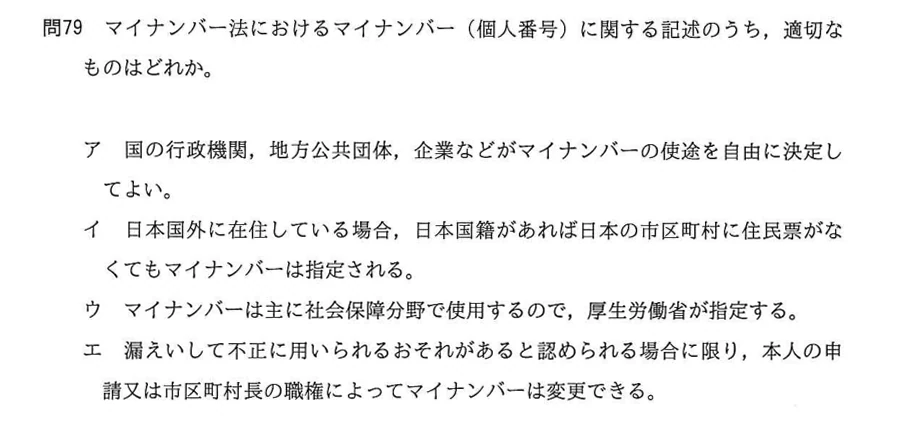 問79 マイナンバー法におけるマイナンバー（個人番号）に関する記述のうち，適切な
ものはどれか。
ア 国の行政機関，地方公共団体，企業などがマイナンバーの使途を自由に決定し
てよい。
イ 日本国外に在住している場合，日本国籍があれば日本の市区町村に住民票がな
くてもマイナンバーは指定される。
ウ マイナンバーは主に社会保障分野で使用するので，厚生労働省が指定する。
エ 漏えいして不正に用いられるおそれがあると認められる場合に限り，本人の申
請又は市区町村長の職権によってマイナンバーは変更できる。